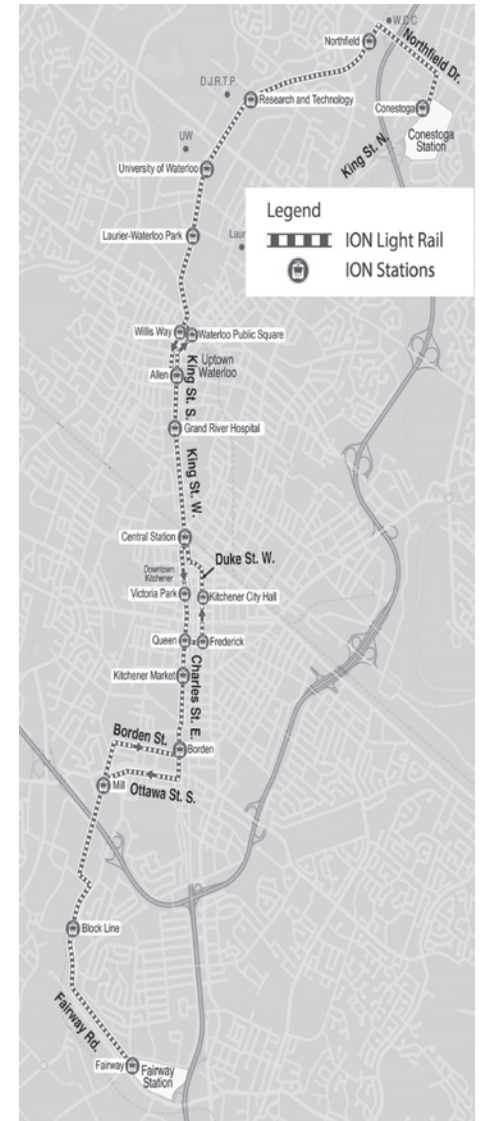 W.C.C
Northfield Dr.
Northfield
D.J.R.T.P.
Research and Technology
Conestoga
Conestoga
Station
King St. N.
UW
University of Waterloo
Legend
ION Light Rail
ION Stations
Laurier-Waterloo Park
Willis Way
Waterloo Public Square
Uptown
Waterloo
Allen
King St. S.
Grand River Hospital
King St. W.
Central Station
Duke St. W.
Downtown
Kitchener
Victoria Park
Kitchener City Hall
Queen
Frederick
Kitchener Market
Charles St. E.
Borden St.
Borden
Mill
Ottawa St. S.
Block Line
Fairway Rd.
Fairway
Fairway
Station